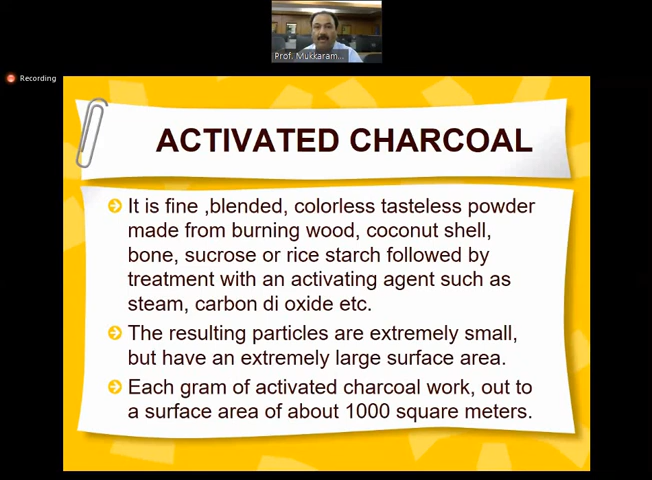 Prof. Mukkaram...
Recording
ACTIVATED CHARCOAL
It is fine ,blended, colorless tasteless powder
made from burning wood, coconut shell,
bone, sucrose or rice starch followed by
treatment with an activating agent such as
steam, carbon di oxide etc.
The resulting particles are extremely small,
but have an extremely large surface area.
Each gram of activated charcoal work, out to
a surface area of about 1000 square meters.